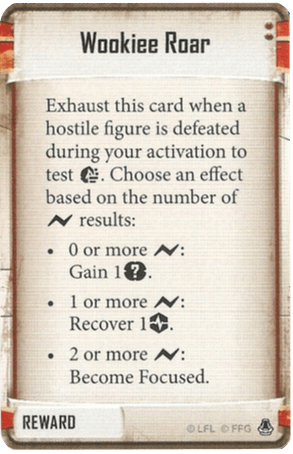 Wookiee Roar
Exhaust this card when a
hostile figure is defeated
during your activation to
test . Choose an effect
based on the number of
results:
• 0 or more :
Gain 1 ?.
• 1 or more :
Recover 1 .
• 2 or more :
Become Focused.
REWARD
© LFL © FFG